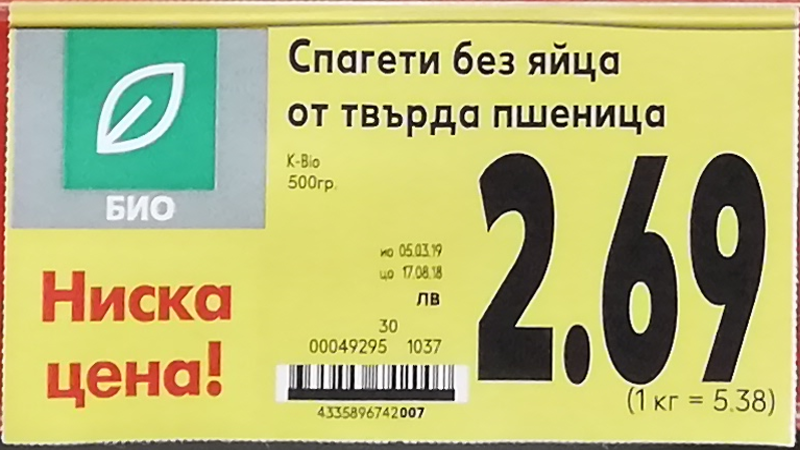 БИО
Ниска
цена!
Спагети без яйца
от твърда пшеница
K-Bio
500гр.
2.69
ио 05.03.19
цо 17.08.18
лв
30
00049295 1037
4335896742007
(1 кг = 5.38)